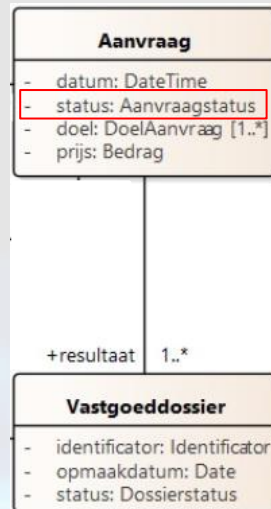 Aanvraag
- datum: DateTime
- status: Aanvraagstatus
- doel: DoelAanvraag [1..*]
- prijs: Bedrag
+resultaat 1..*
Vastgoeddossier
- identificator: Identificator
- opmaakdatum: Date
- status: Dossierstatus